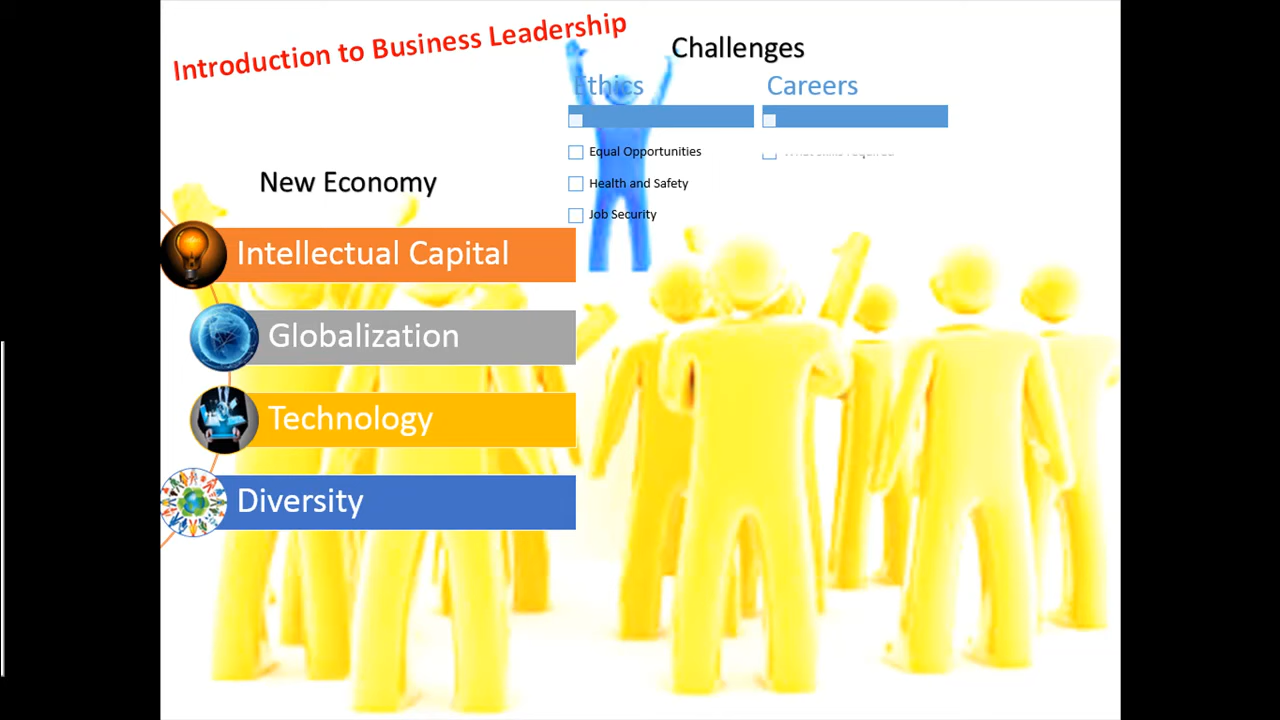 Introduction to Business Leadership
Challenges
Ethics
Careers
Equal Opportunities
Health and Safety
Job Security
New Economy
Intellectual Capital
Globalization
Technology
Diversity